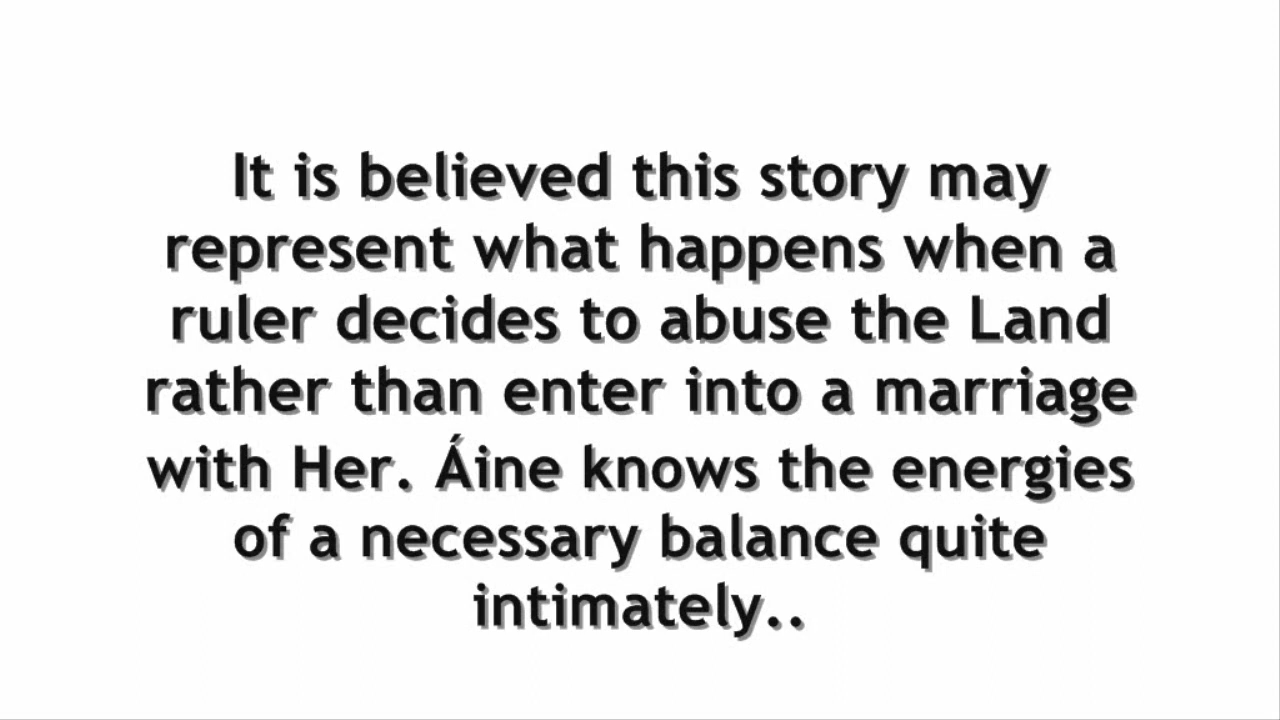 It is believed this story may
represent what happens when a
ruler decides to abuse the Land
rather than enter into a marriage
with Her. Áine knows the energies
of a necessary balance quite
intimately..